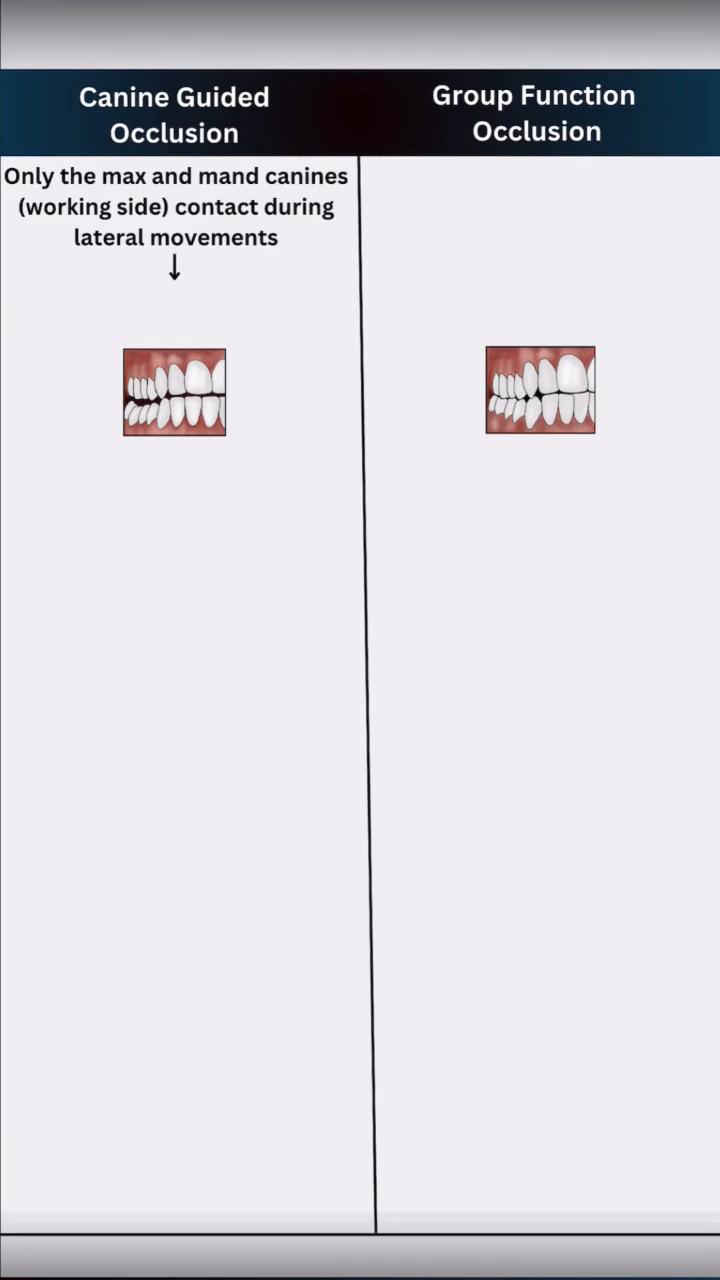 Canine Guided
Occlusion
Group Function
Occlusion
Only the max and mand canines
(working side) contact during
lateral movements